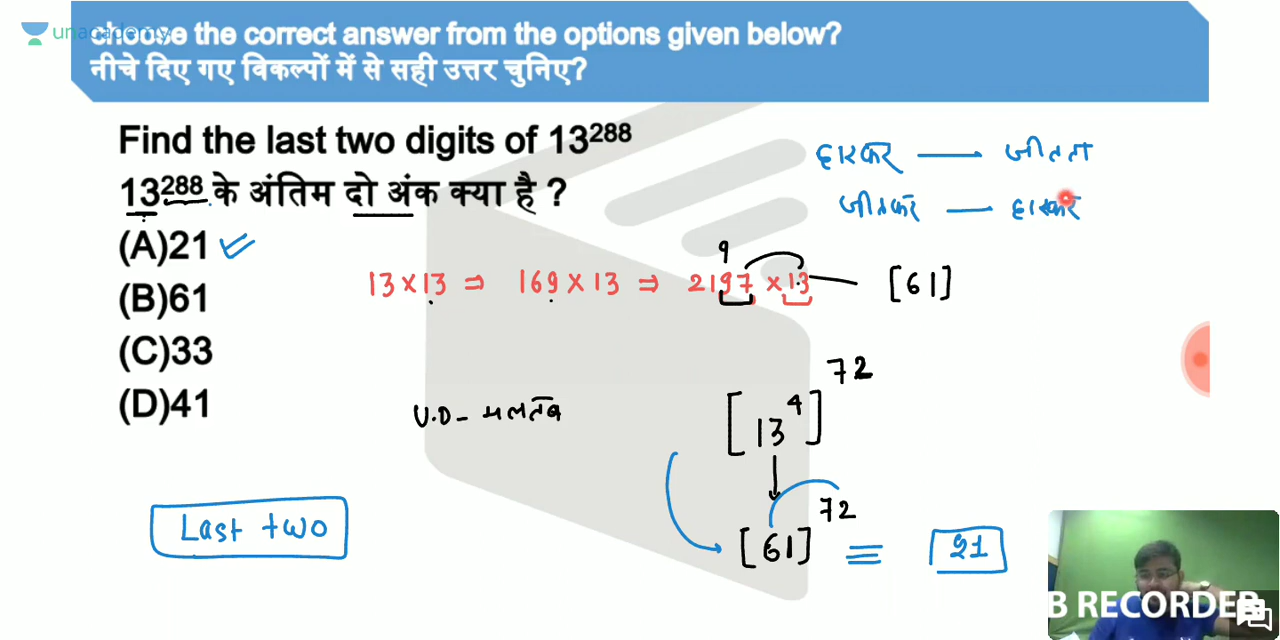 unacademy
choose the correct answer from the options given below?
नीचे दिए गए विकल्पों में से सही उत्तर चुनिए?
Find the last two digits of 13²⁸⁸
13²⁸⁸ के अंतिम दो अंक क्या है ?
(A)21
(B)61
(C)33
(D)41
हारकर — जीतना
जीतकर — हारकर
9
13 × 13 ⇒ 169 × 13 ⇒ 2197 × 13 — [61]
[13⁴]⁷²
U.D - मतलब
[61]⁷² ≡ 21
Last two
B RECORDER